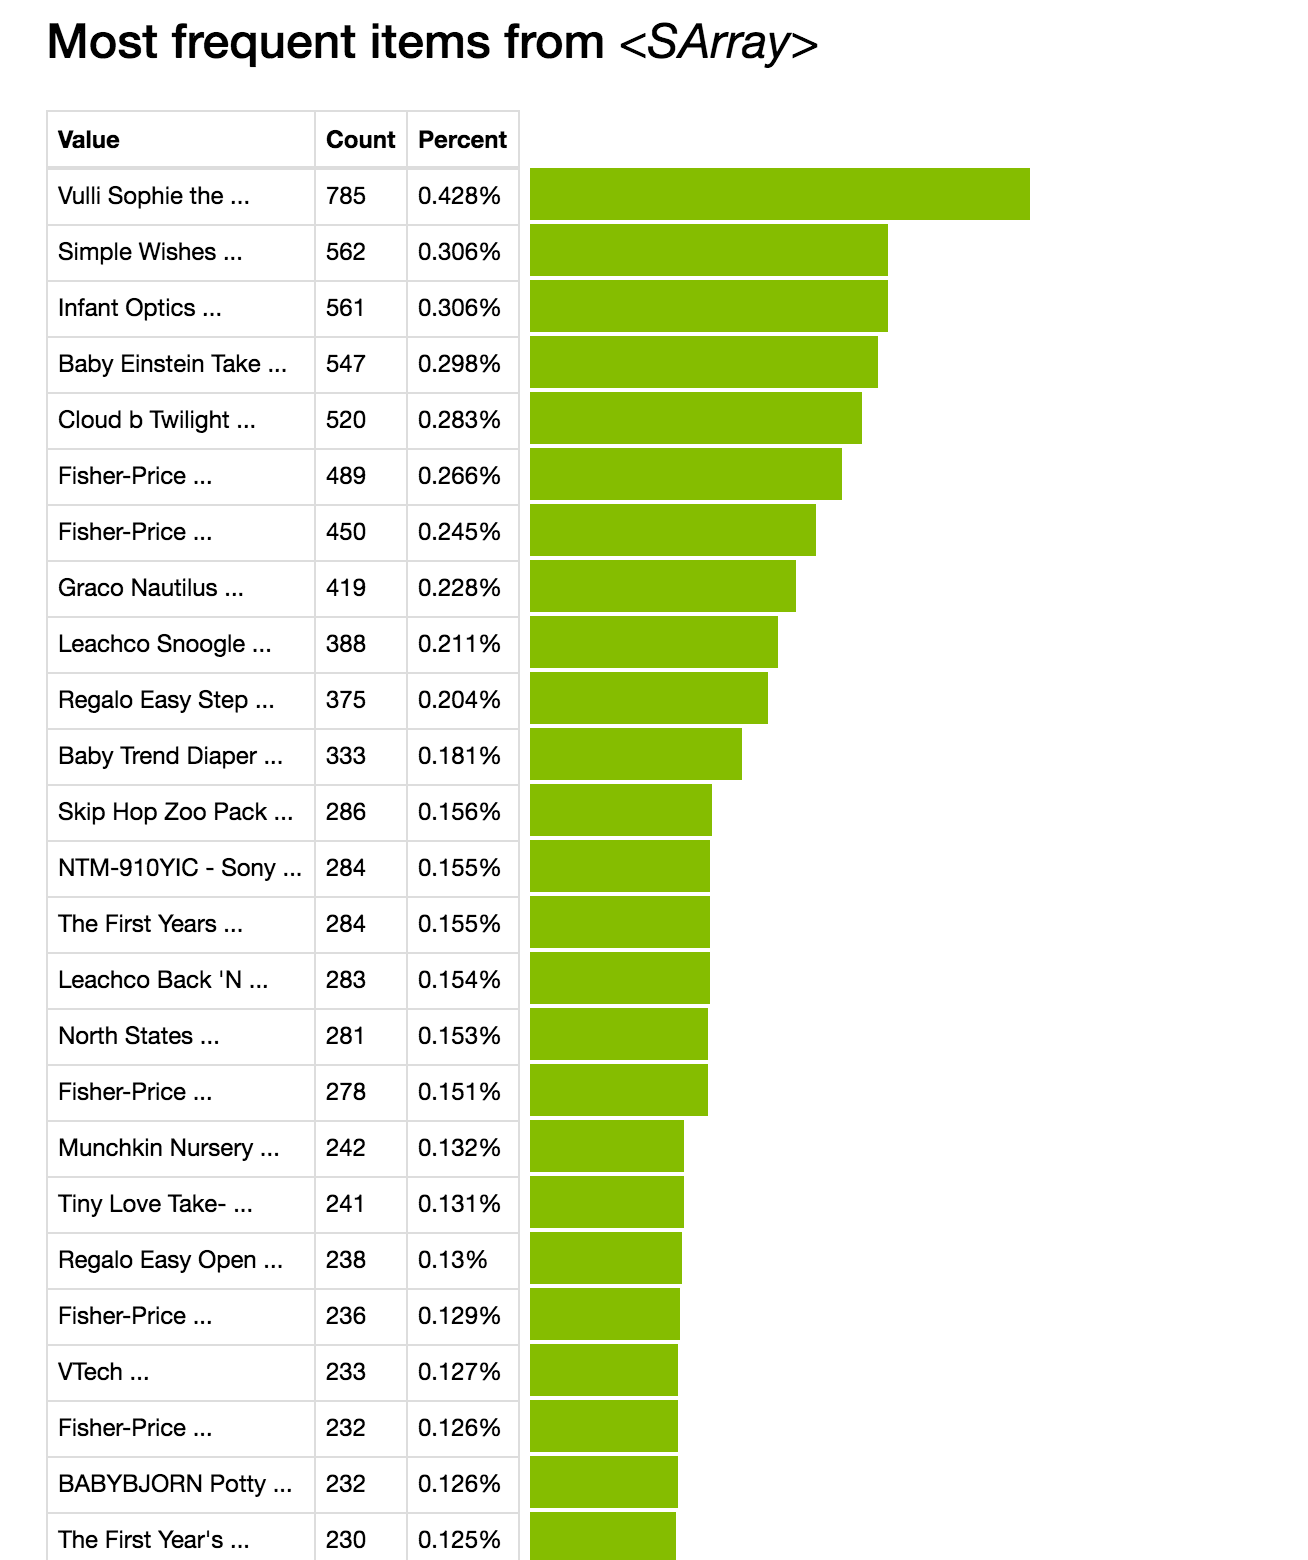 Most frequent items from <SArray>
Value Count Percent
Vulli Sophie the ... 785 0.428%
Simple Wishes ... 562 0.306%
Infant Optics ... 561 0.306%
Baby Einstein Take ... 547 0.298%
Cloud b Twilight ... 520 0.283%
Fisher-Price ... 489 0.266%
Fisher-Price ... 450 0.245%
Graco Nautilus ... 419 0.228%
Leachco Snoogle ... 388 0.211%
Regalo Easy Step ... 375 0.204%
Baby Trend Diaper ... 333 0.181%
Skip Hop Zoo Pack ... 286 0.156%
NTM-910YIC - Sony ... 284 0.155%
The First Years ... 284 0.155%
Leachco Back 'N ... 283 0.154%
North States ... 281 0.153%
Fisher-Price ... 278 0.151%
Munchkin Nursery ... 242 0.132%
Tiny Love Take- ... 241 0.131%
Regalo Easy Open ... 238 0.13%
Fisher-Price ... 236 0.129%
VTech ... 233 0.127%
Fisher-Price ... 232 0.126%
BABYBJORN Potty ... 232 0.126%
The First Year's ... 230 0.125%